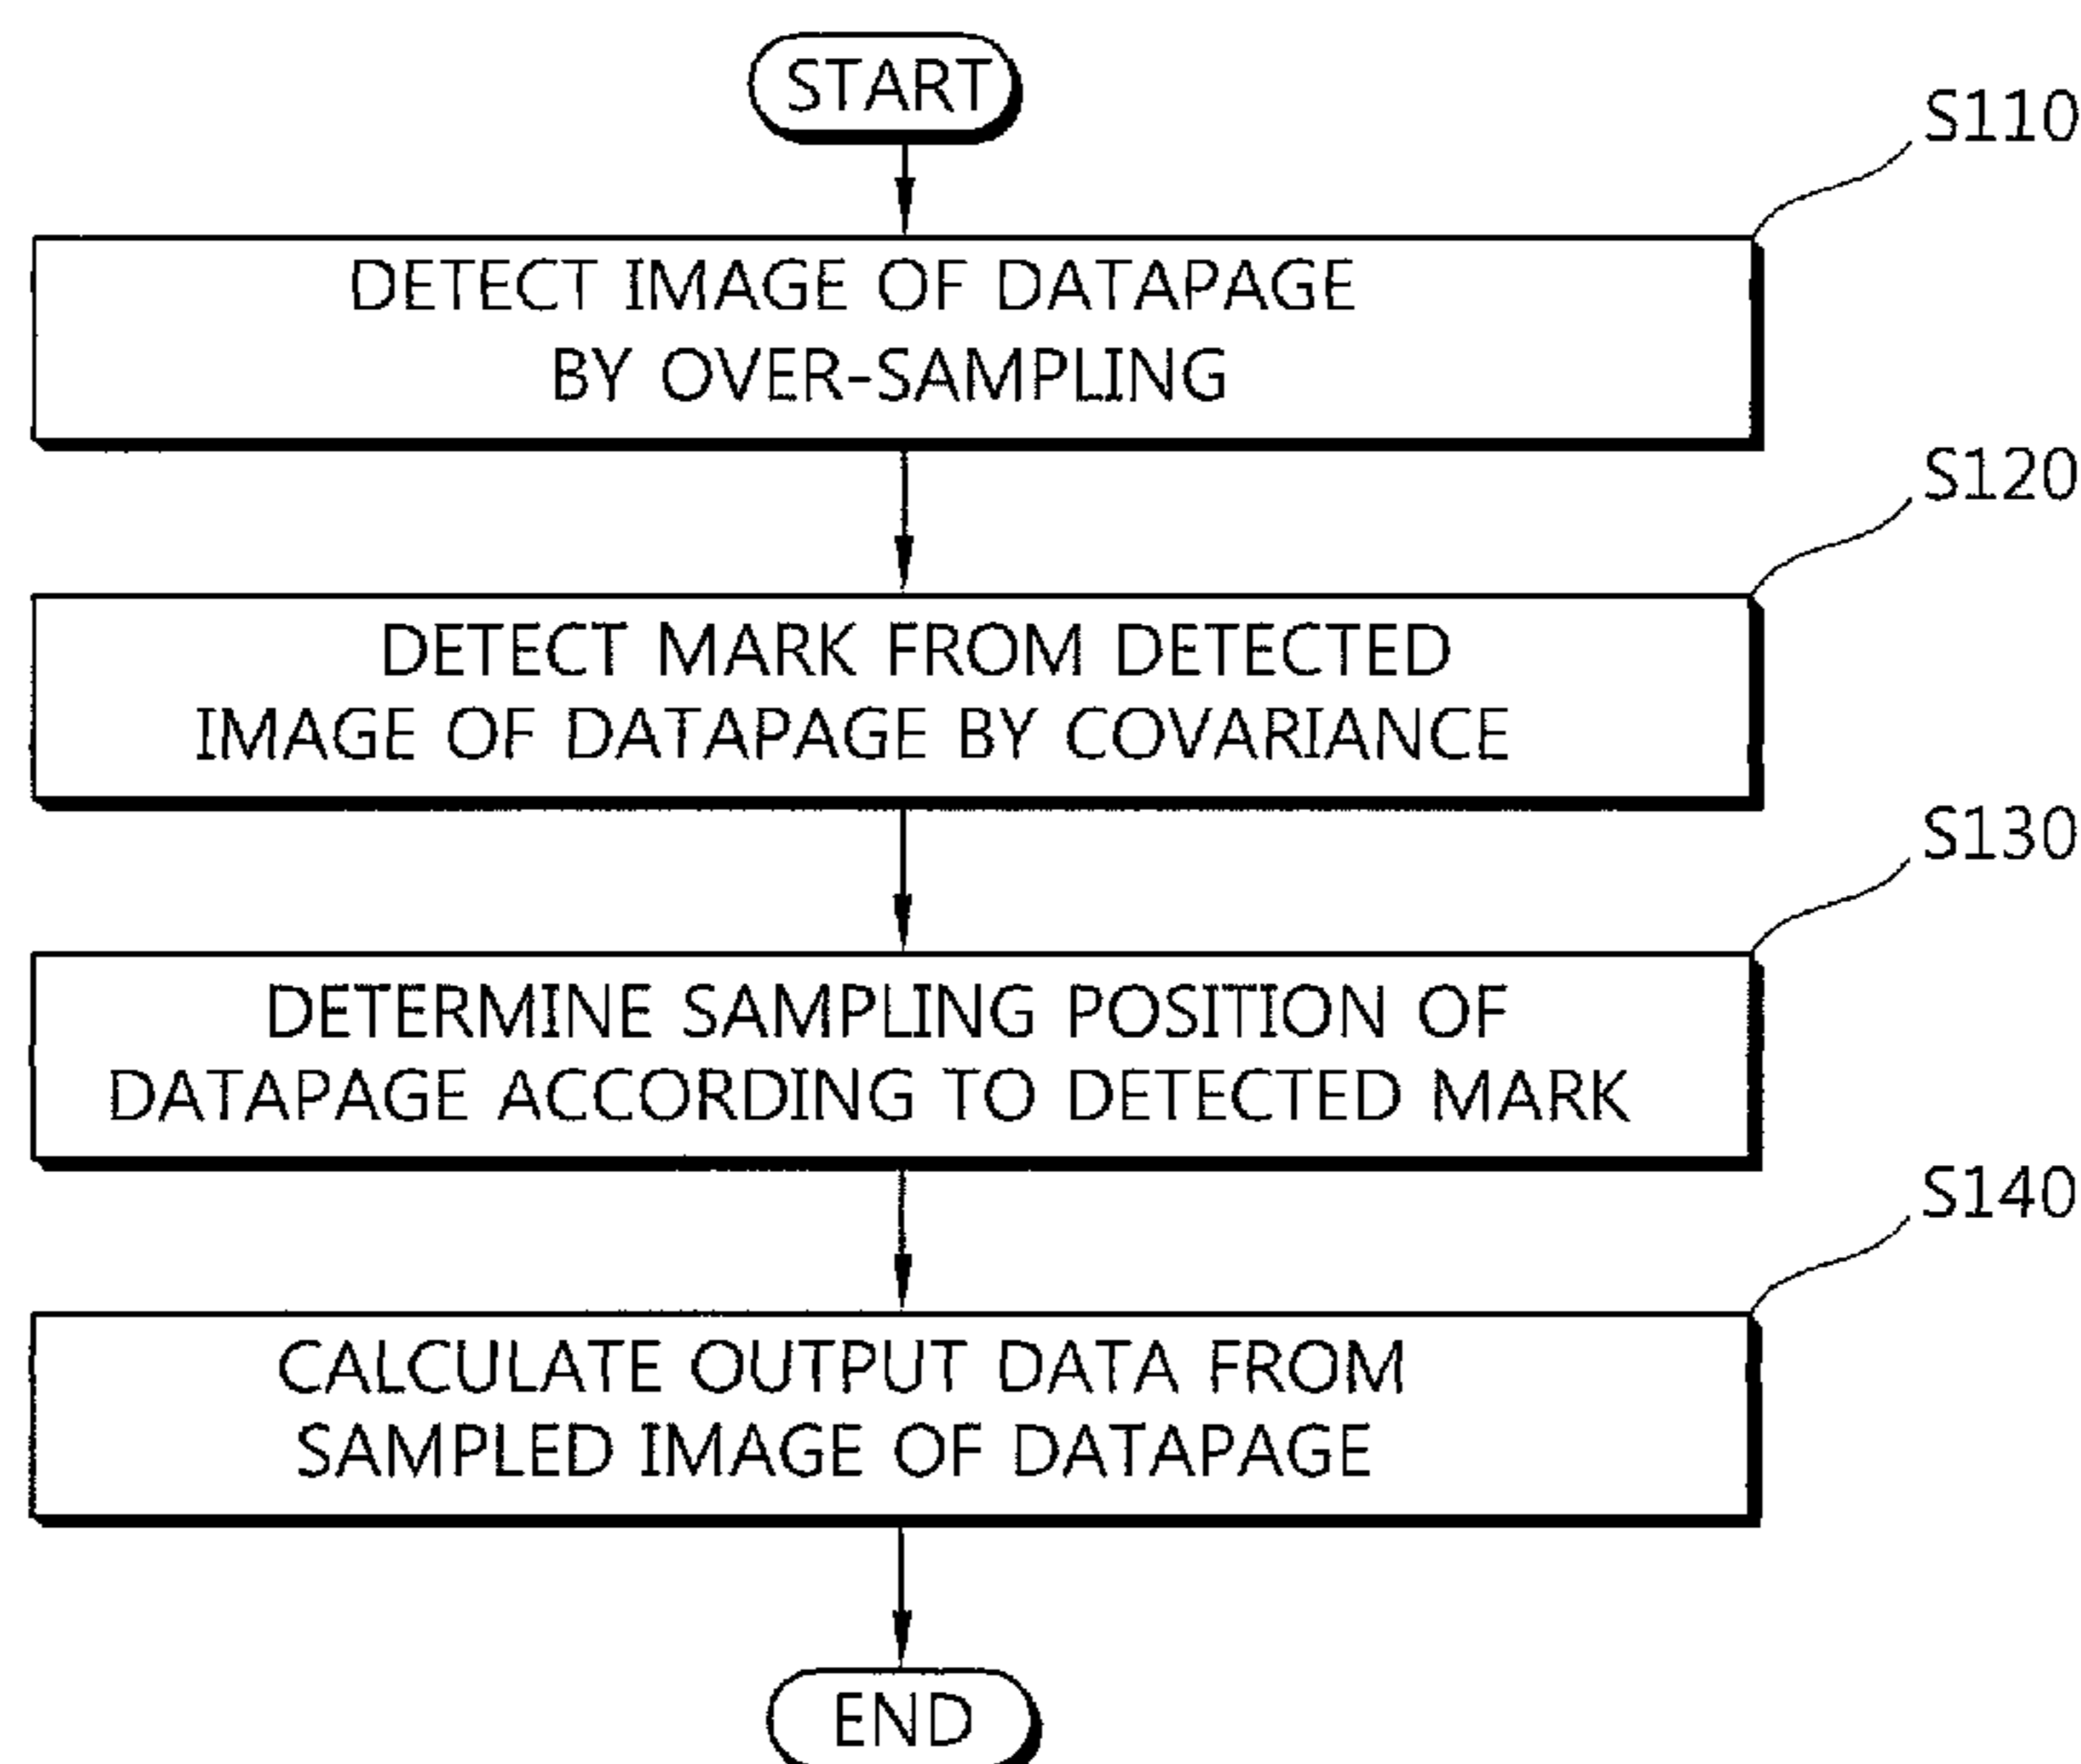 START
S110
DETECT IMAGE OF DATAPAGE
BY OVER-SAMPLING
S120
DETECT MARK FROM DETECTED
IMAGE OF DATAPAGE BY COVARIANCE
S130
DETERMINE SAMPLING POSITION OF
DATAPAGE ACCORDING TO DETECTED MARK
S140
CALCULATE OUTPUT DATA FROM
SAMPLED IMAGE OF DATAPAGE
END